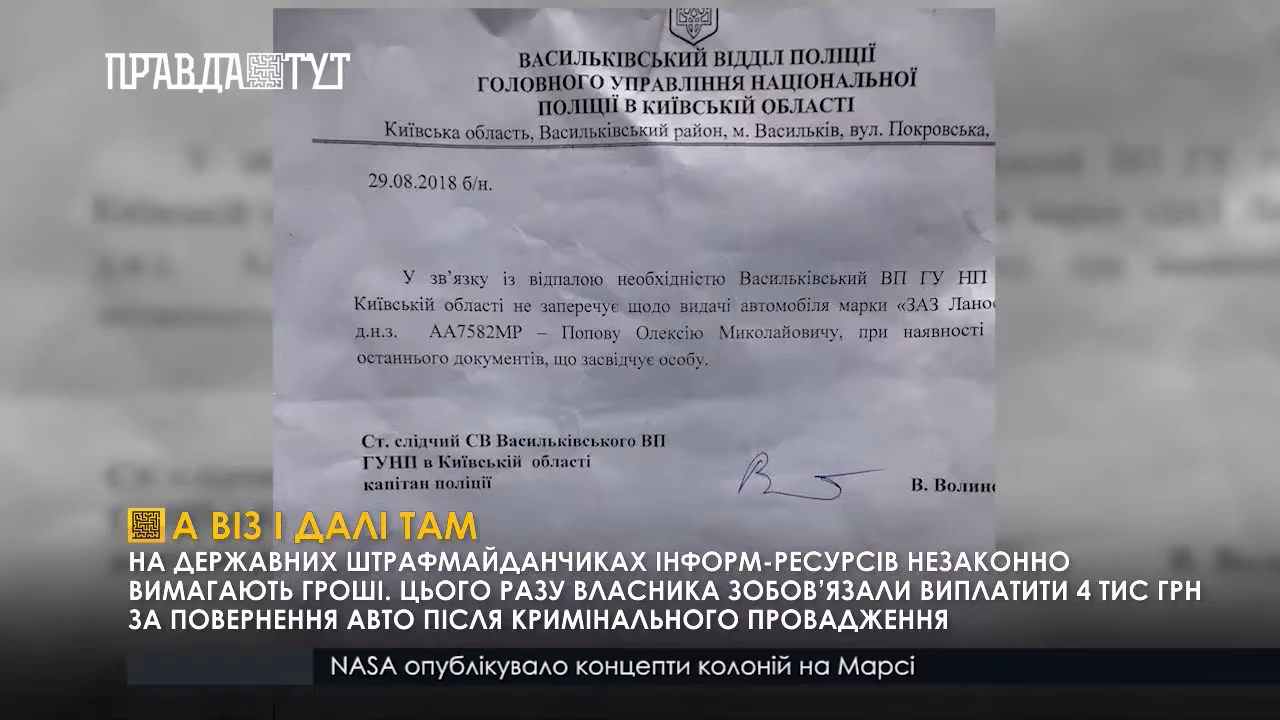 ПРАВДА ТУТ
ВАСИЛЬКІВСЬКИЙ ВІДДІЛ ПОЛІЦІЇ
ГОЛОВНОГО УПРАВЛІННЯ НАЦІОНАЛЬНОЇ
ПОЛІЦІЇ В КИЇВСЬКІЙ ОБЛАСТІ
Київська область, Васильківський район, м. Васильків, вул. Покровська,
29.08.2018 б/н.
У зв’язку із відпалою необхідністю Васильківський ВП ГУ НП
Київській області не заперечує щодо видачі автомобіля марки «ЗАЗ Ланос
д.н.з. АА7582МР – Попову Олексію Миколайовичу, при наявності
останнього документів, що засвідчує особу.
Ст. слідчий СВ Васильківського ВП
ГУНП в Київській області
капітан поліції
В. Волинс
А ВІЗ І ДАЛІ ТАМ
НА ДЕРЖАВНИХ ШТРАФМАЙДАНЧИКАХ ІНФОРМ-РЕСУРСІВ НЕЗАКОННО
ВИМАГАЮТЬ ГРОШІ. ЦЬОГО РАЗУ ВЛАСНИКА ЗОБОВ’ЯЗАЛИ ВИПЛАТИТИ 4 ТИС ГРН
ЗА ПОВЕРНЕННЯ АВТО ПІСЛЯ КРИМІНАЛЬНОГО ПРОВАДЖЕННЯ
NASA опублікувало концепти колоній на Марсі